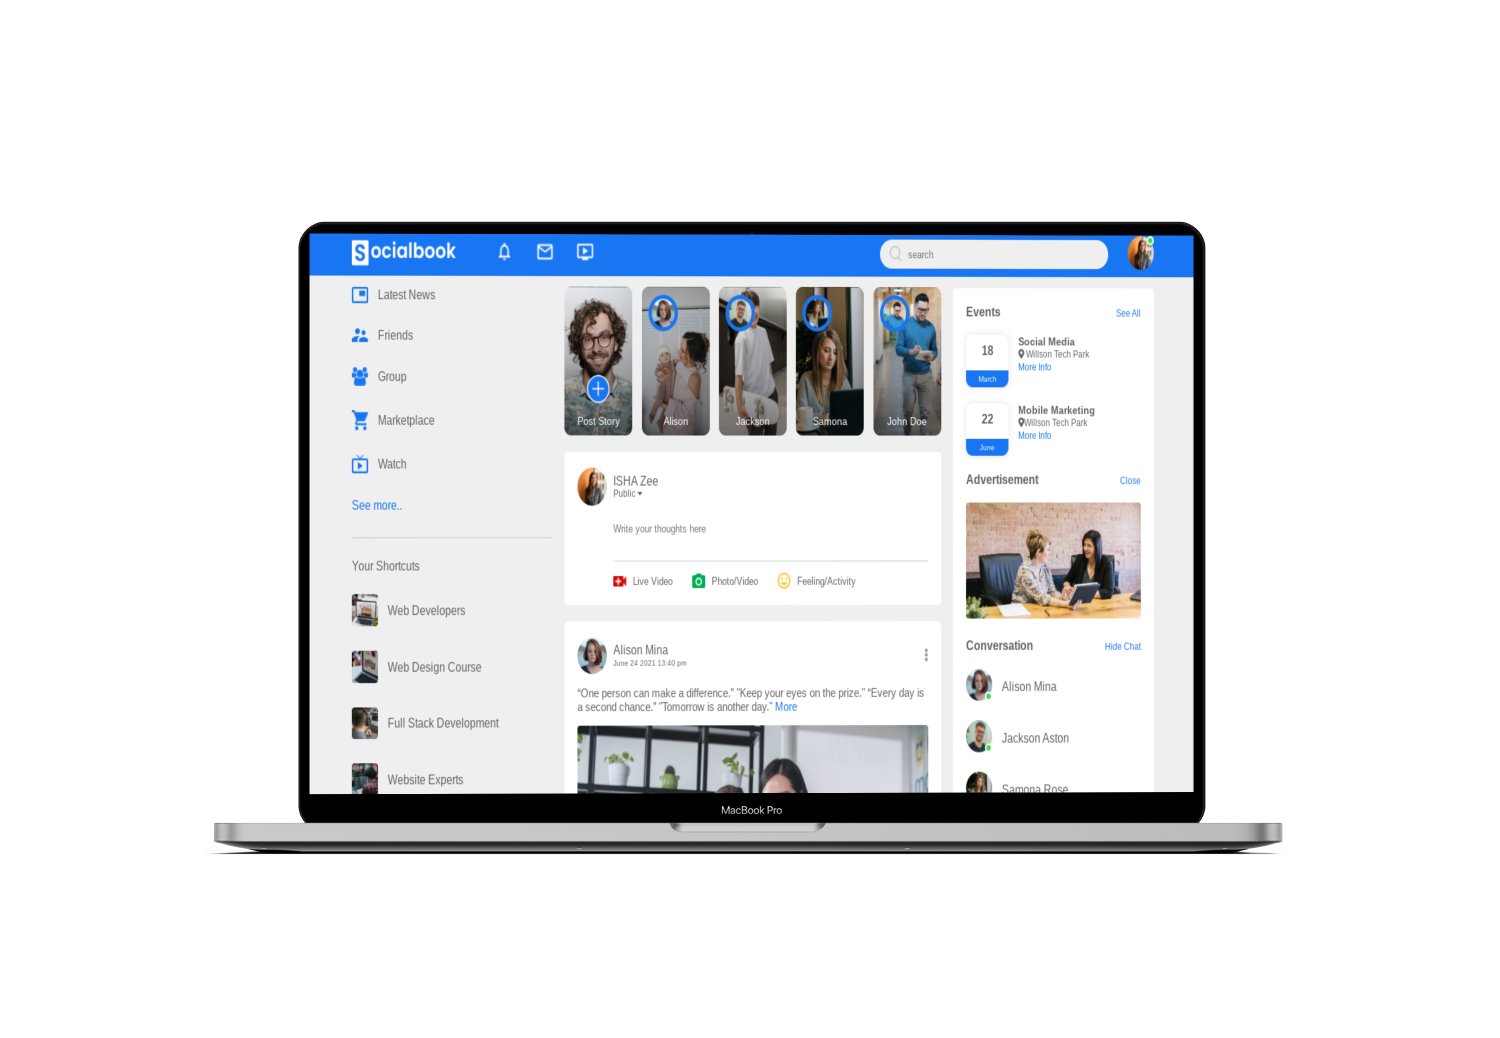 Socialbook
search
Latest News
Friends
Group
Marketplace
Watch
See more..
Your Shortcuts
Web Developers
Web Design Course
Full Stack Development
Website Experts
Post Story
Alison
Jackson
Samona
John Doe
ISHA Zee
Public
Write your thoughts here
Live Video
Photo/Video
Feeling/Activity
Alison Mina
June 24 2021 13:40 pm
“One person can make a difference.” "Keep your eyes on the prize." “Every day is
a second chance.” "Tomorrow is another day." More
Events
See All
18
March
Social Media
Willson Tech Park
More Info
22
June
Mobile Marketing
Willson Tech Park
More Info
Advertisement
Close
Conversation
Hide Chat
Alison Mina
Jackson Aston
Samona Rose
MacBook Pro